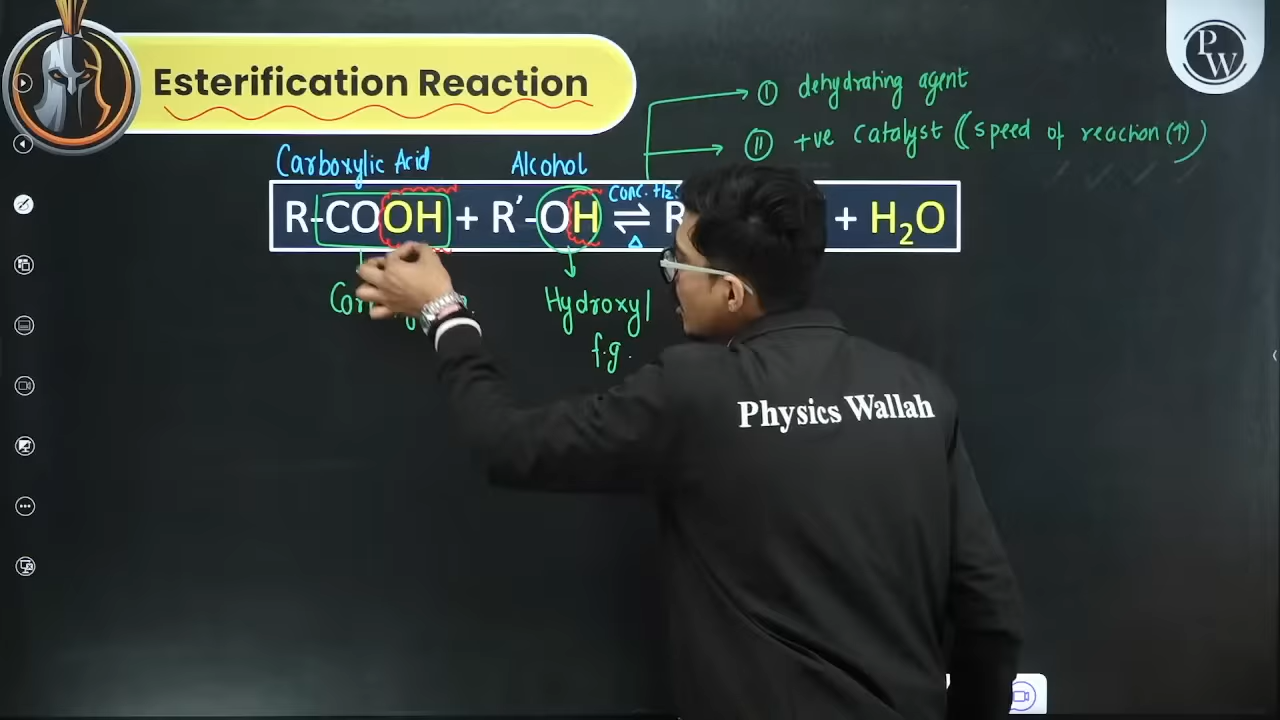 Esterification Reaction
PW
① dehydrating agent
② +ve catalyst (speed of reaction (↑))
Carboxylic Acid Alcohol
Conc.
R-COOH + R'-OH ⇌ R + H₂O
Δ
Hydroxyl
f.g.
Physics Wallah